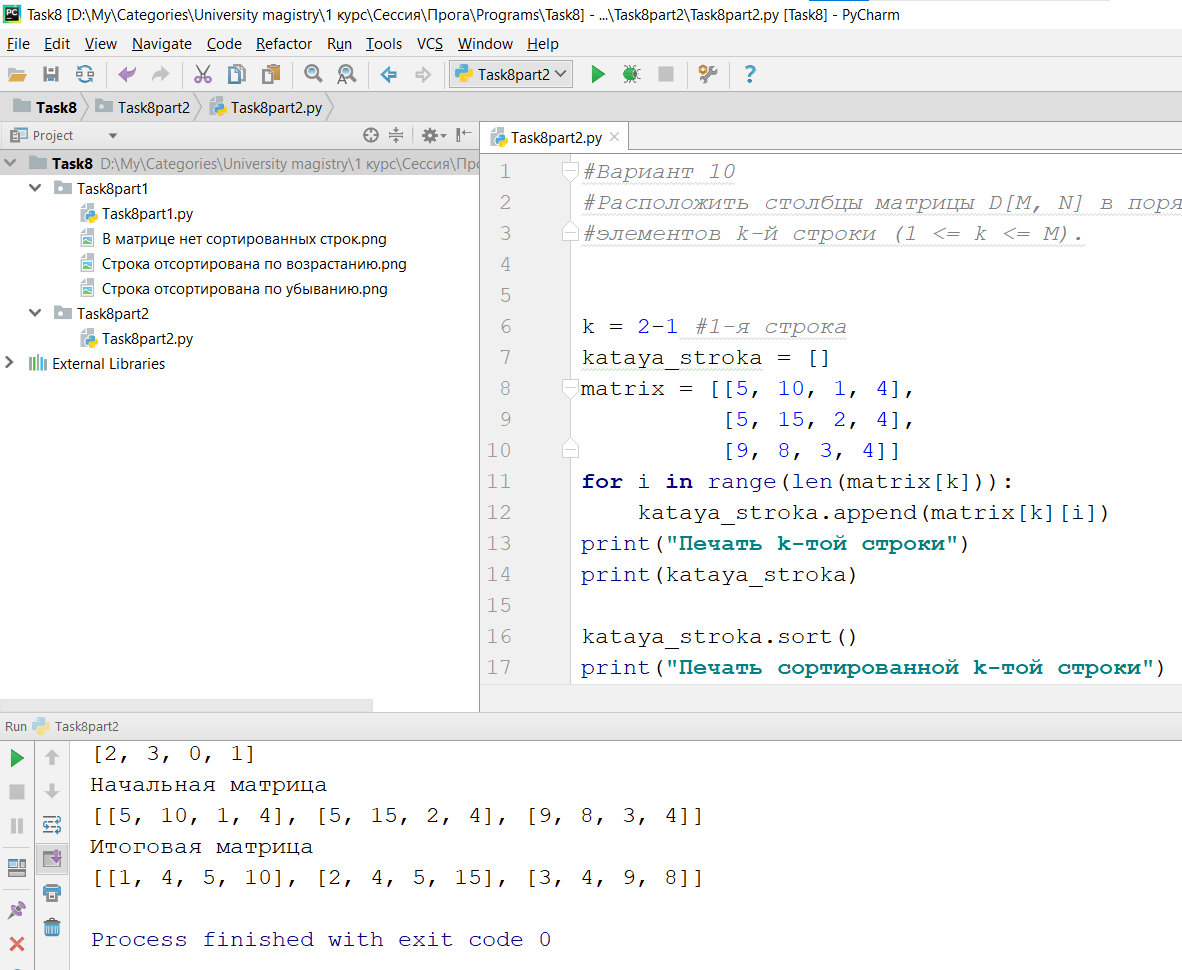 Task8 [D:\My\Categories\University magistry\1 курс\Сессия\Прога\Programs\Task8] - ...\Task8part2\Task8part2.py [Task8] - PyCharm
File Edit View Navigate Code Refactor Run Tools VCS Window Help
Task8part2
Task8 Task8part2 Task8part2.py
Project
Task8part2.py
Task8 D:\My\Categories\University magistry\1 курс\Сессия\Про
Task8part1
Task8part1.py
В матрице нет сортированных строк.png
Строка отсортирована по возрастанию.png
Строка отсортирована по убыванию.png
Task8part2
Task8part2.py
External Libraries
1 #Вариант 10
2 #Расположить столбцы матрицы D[M, N] в поря
3 #элементов k-й строки (1 <= k <= M).
4
5
6 k = 2-1 #1-я строка
7 kataya_stroka = []
8 matrix = [[5, 10, 1, 4],
9 [5, 15, 2, 4],
10 [9, 8, 3, 4]]
11 for i in range(len(matrix[k])):
12 kataya_stroka.append(matrix[k][i])
13 print("Печать k-той строки")
14 print(kataya_stroka)
15
16 kataya_stroka.sort()
17 print("Печать сортированной k-той строки")
Run Task8part2
[2, 3, 0, 1]
Начальная матрица
[[5, 10, 1, 4], [5, 15, 2, 4], [9, 8, 3, 4]]
Итоговая матрица
[[1, 4, 5, 10], [2, 4, 5, 15], [3, 4, 9, 8]]
Process finished with exit code 0